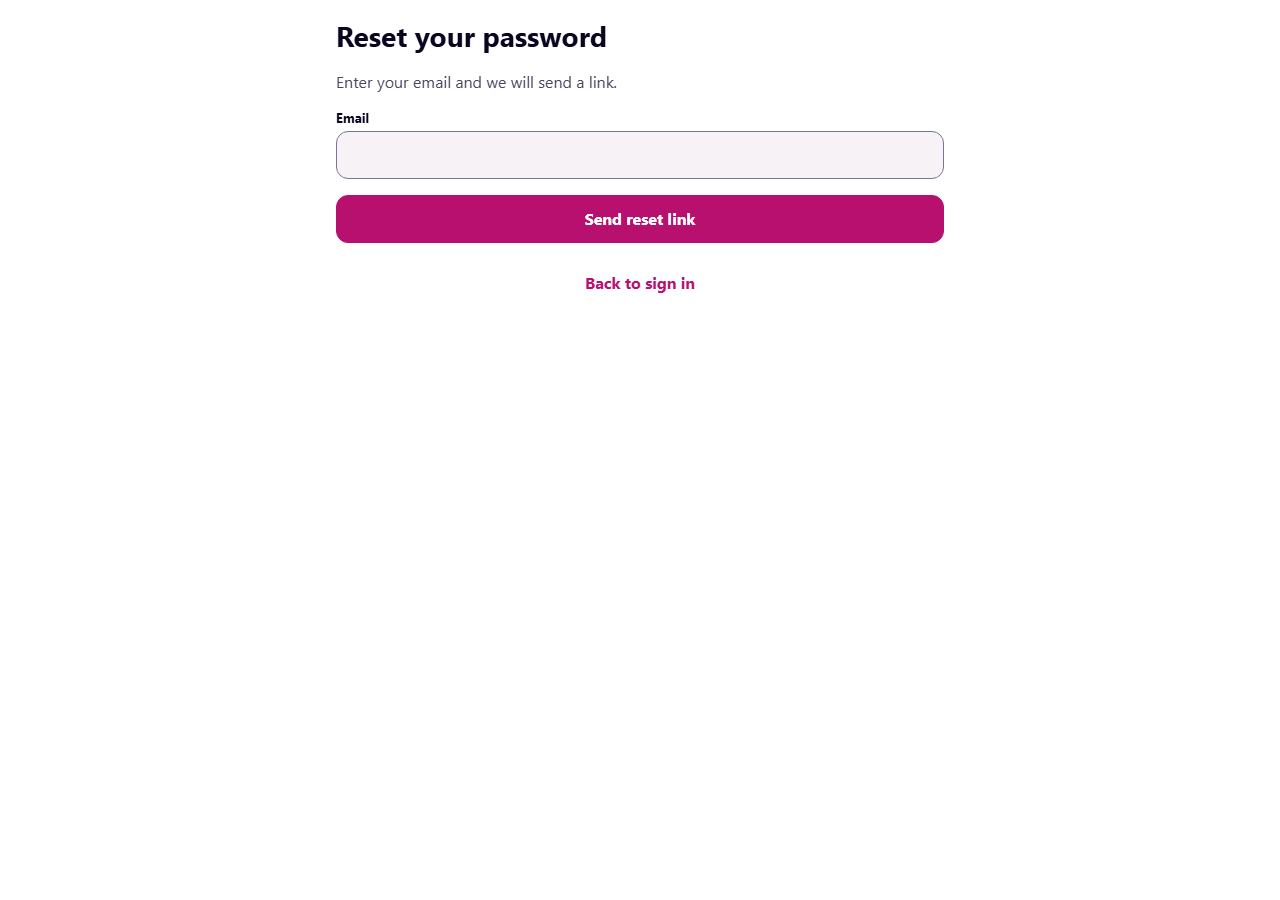 Reset your password
Enter your email and we will send a link.
Email
Send reset link
Back to sign in